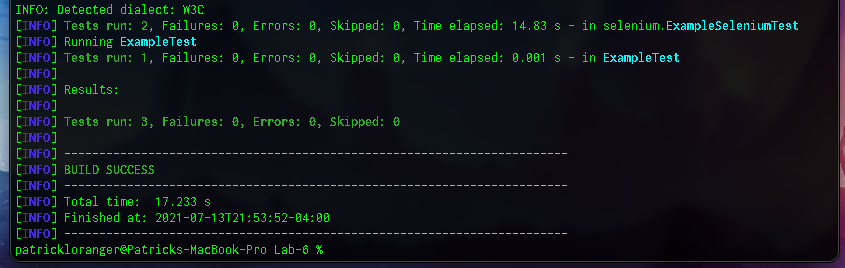 INFO: Detected dialect: W3C
[INFO] Tests run: 2, Failures: 0, Errors: 0, Skipped: 0, Time elapsed: 14.83 s - in selenium.ExampleSeleniumTest
[INFO] Running ExampleTest
[INFO] Tests run: 1, Failures: 0, Errors: 0, Skipped: 0, Time elapsed: 0.001 s - in ExampleTest
[INFO]
[INFO] Results:
[INFO]
[INFO] Tests run: 3, Failures: 0, Errors: 0, Skipped: 0
[INFO]
[INFO] ------------------------------------------------------------------------
[INFO] BUILD SUCCESS
[INFO] ------------------------------------------------------------------------
[INFO] Total time:  17.233 s
[INFO] Finished at: 2021-07-13T21:53:52-04:00
[INFO] ------------------------------------------------------------------------
patrickloranger@Patricks-MacBook-Pro Lab-6 %